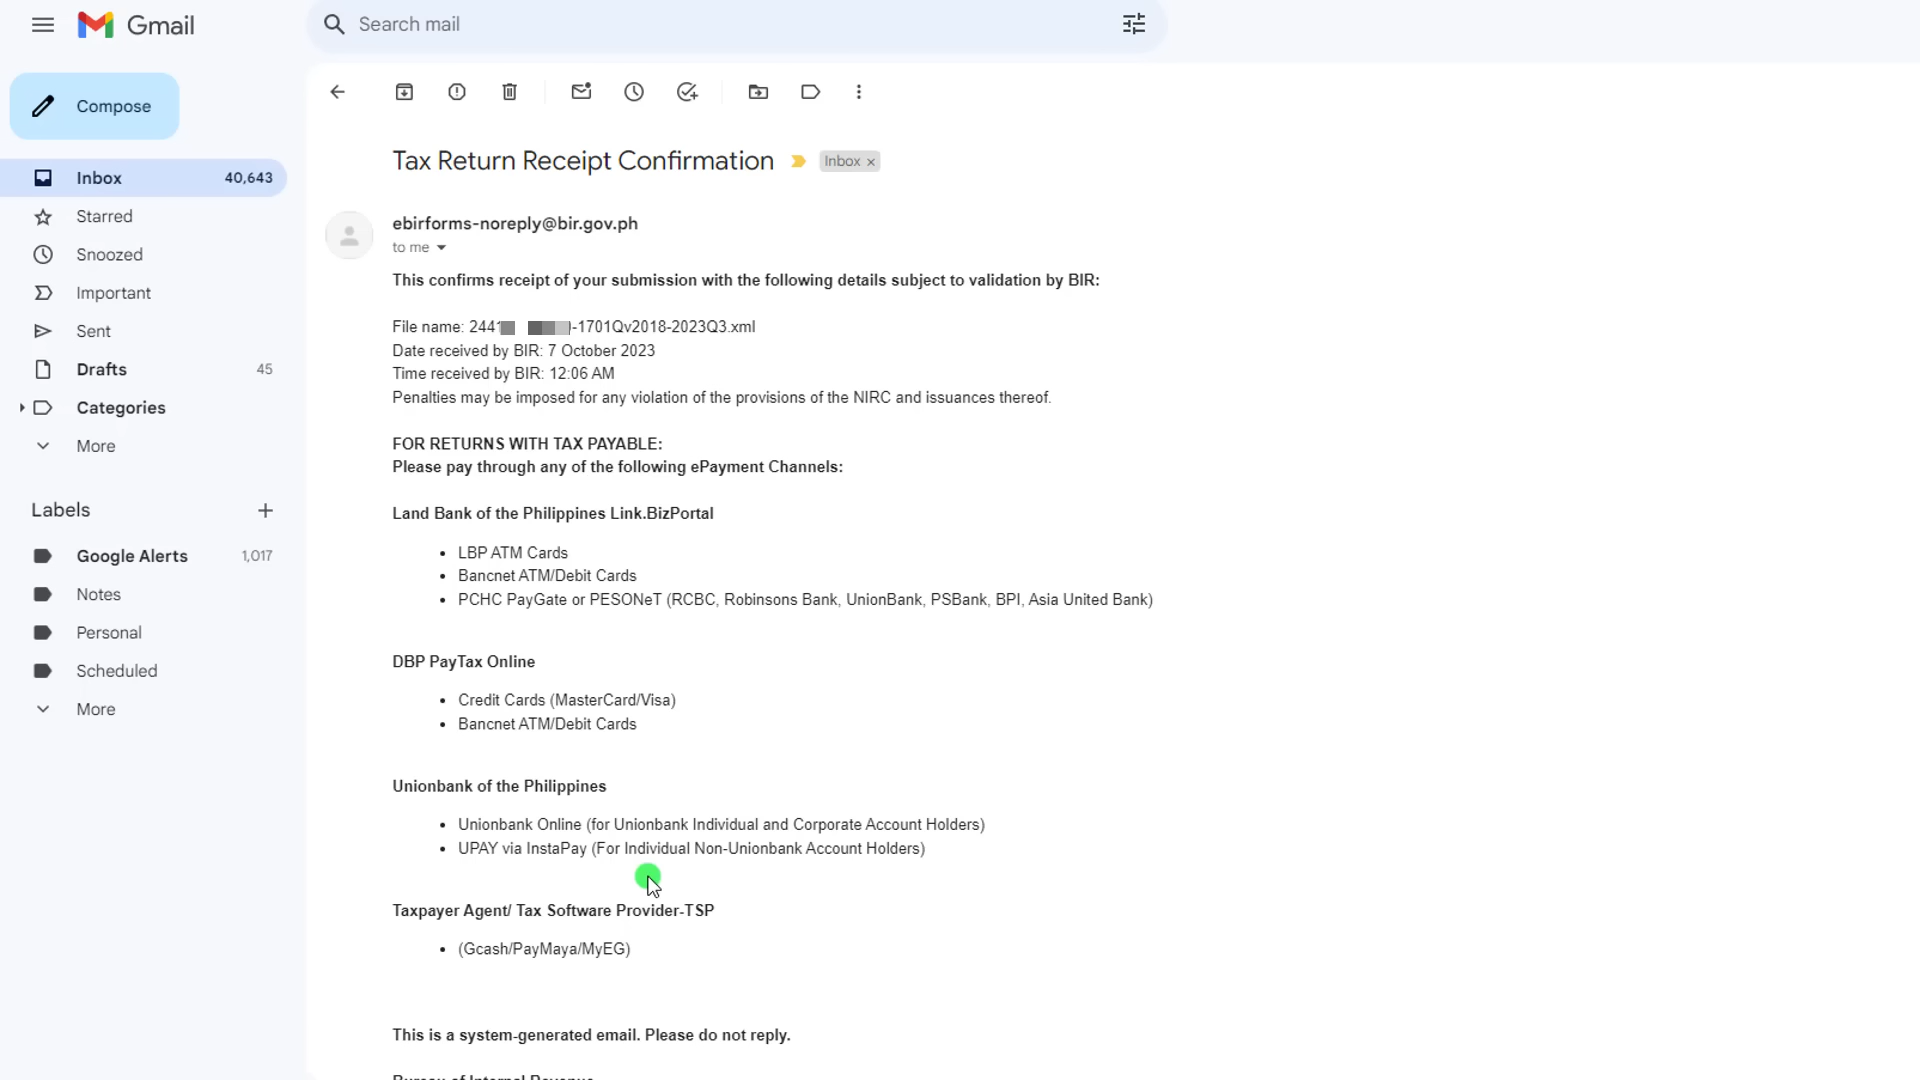 Gmail
Search mail
Compose
Inbox 40,643
Starred
Snoozed
Important
Sent
Drafts 45
Categories
More
Labels
Google Alerts 1,017
Notes
Personal
Scheduled
More
Tax Return Receipt Confirmation Inbox ×
ebirforms-noreply@bir.gov.ph
to me
This confirms receipt of your submission with the following details subject to validation by BIR:
File name: 2441 -1701Qv2018-2023Q3.xml
Date received by BIR: 7 October 2023
Time received by BIR: 12:06 AM
Penalties may be imposed for any violation of the provisions of the NIRC and issuances thereof.
FOR RETURNS WITH TAX PAYABLE:
Please pay through any of the following ePayment Channels:
Land Bank of the Philippines Link.BizPortal
• LBP ATM Cards
• Bancnet ATM/Debit Cards
• PCHC PayGate or PESONeT (RCBC, Robinsons Bank, UnionBank, PSBank, BPI, Asia United Bank)
DBP PayTax Online
• Credit Cards (MasterCard/Visa)
• Bancnet ATM/Debit Cards
Unionbank of the Philippines
• Unionbank Online (for Unionbank Individual and Corporate Account Holders)
• UPAY via InstaPay (For Individual Non-Unionbank Account Holders)
Taxpayer Agent/ Tax Software Provider-TSP
• (Gcash/PayMaya/MyEG)
This is a system-generated email. Please do not reply.
Bureau of Internal Revenue